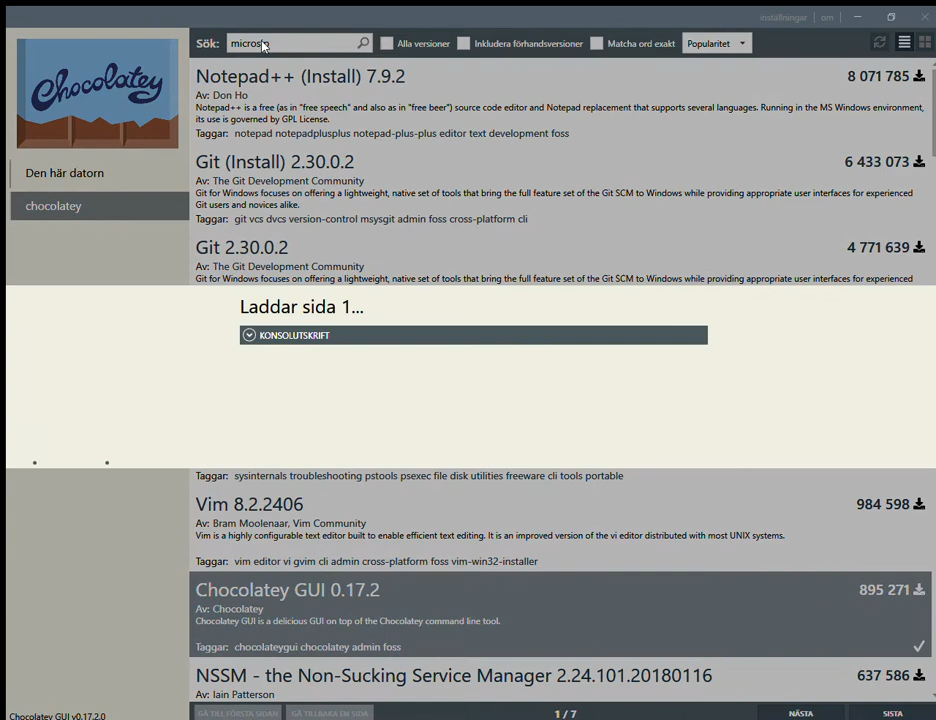 inställningar | om
Chocolatey
Sök:
Alla versioner
Inkludera förhandsversioner
Matcha ord exakt
Popularitet
Den här datorn
chocolatey
Notepad++ (Install) 7.9.2
8 071 785
Av: Don Ho
Notepad++ is a free (as in "free speech" and also as in "free beer") source code editor and Notepad replacement that supports several languages. Running in the MS Windows environment,
its use is governed by GPL License.
Taggar: notepad notepadplusplus notepad-plus-plus editor text development foss
Git (Install) 2.30.0.2
6 433 073
Av: The Git Development Community
Git for Windows focuses on offering a lightweight, native set of tools that bring the full feature set of the Git SCM to Windows while providing appropriate user interfaces for experienced
Git users and novices alike.
Taggar: git vcs dvcs version-control msysgit admin foss cross-platform cli
Git 2.30.0.2
4 771 639
Av: The Git Development Community
Git for Windows focuses on offering a lightweight, native set of tools that bring the full feature set of the Git SCM to Windows while providing appropriate user interfaces for experienced
Laddar sida 1...
KONSOLUTSKRIFT
Taggar: sysinternals troubleshooting pstools psexec file disk utilities freeware cli tools portable
Vim 8.2.2406
984 598
Av: Bram Moolenaar, Vim Community
Vim is a highly configurable text editor built to enable efficient text editing. It is an improved version of the vi editor distributed with most UNIX systems.
Taggar: vim editor vi gvim cli admin cross-platform foss vim-win32-installer
Chocolatey GUI 0.17.2
895 271
Av: Chocolatey
Chocolatey GUI is a delicious GUI on top of the Chocolatey command line tool.
Taggar: chocolateygui chocolatey admin foss
NSSM - the Non-Sucking Service Manager 2.24.101.20180116
637 586
Av: Iain Patterson
Chocolatey GUI v0.17.2.0
GÅ TILL FÖRSTA SIDAN
GÅ TILLBAKA EN SIDA
1 / 7
NÄSTA
SISTA